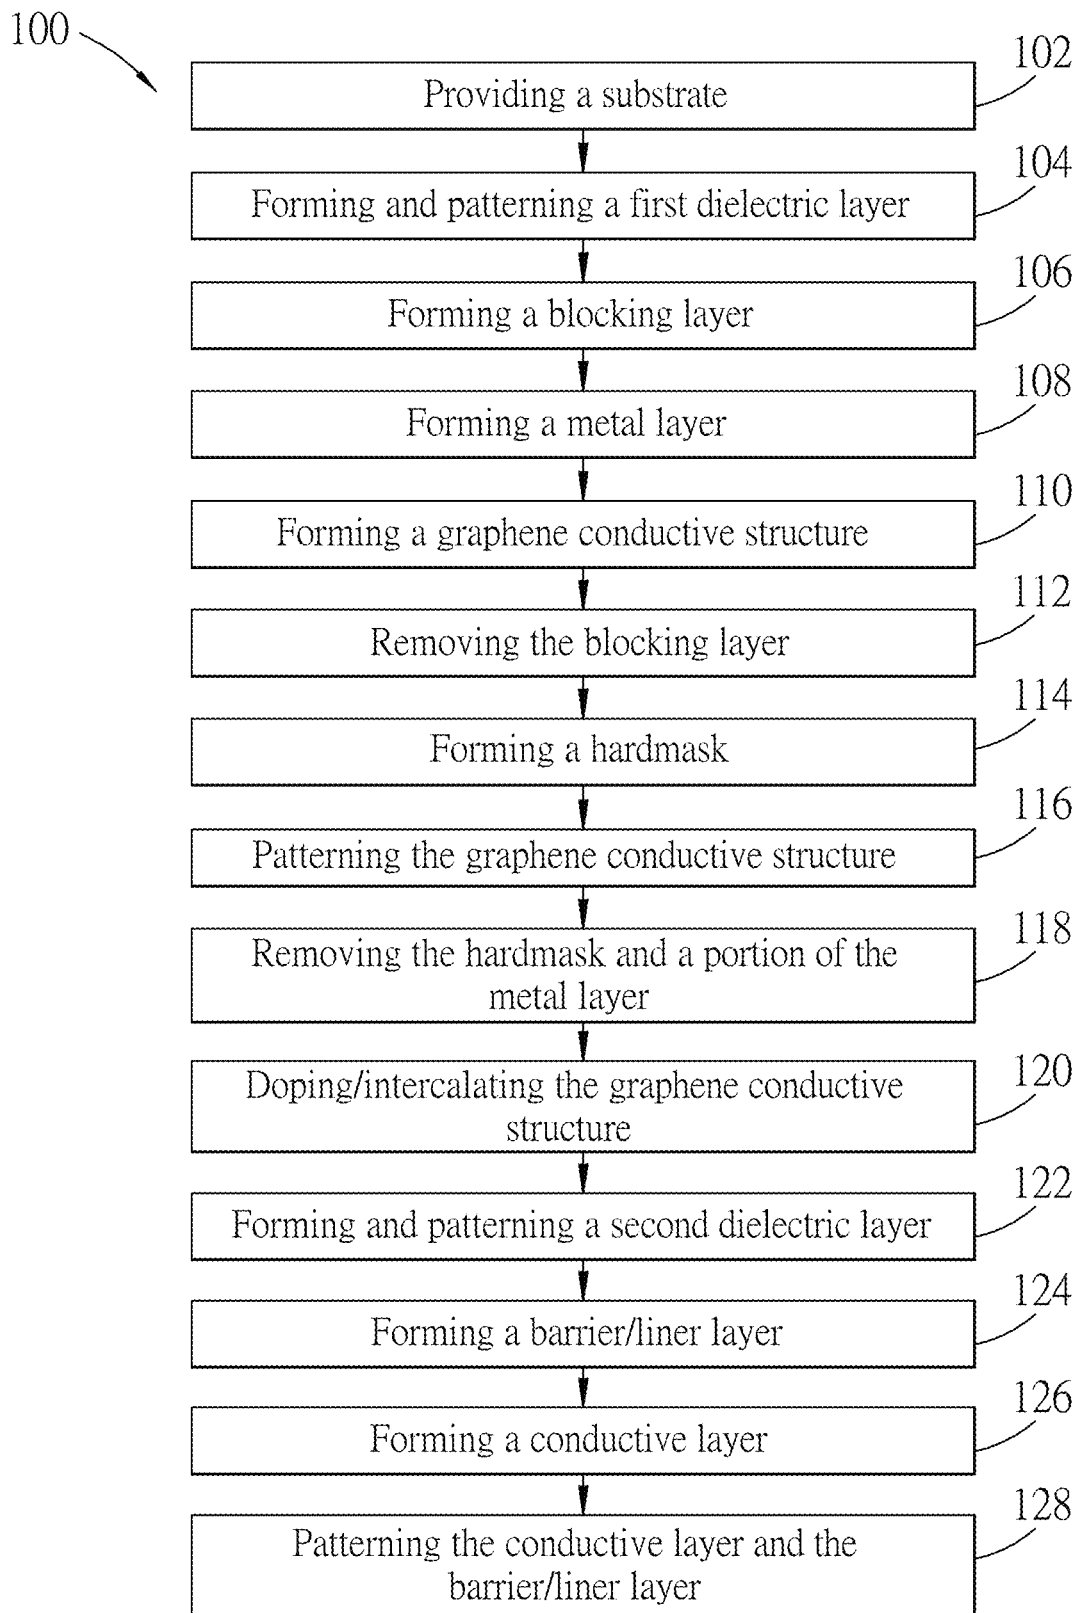 100
102
Providing a substrate
104
Forming and patterning a first dielectric layer
106
Forming a blocking layer
108
Forming a metal layer
110
Forming a graphene conductive structure
112
Removing the blocking layer
114
Forming a hardmask
116
Patterning the graphene conductive structure
118
Removing the hardmask and a portion of the
metal layer
120
Doping/intercalating the graphene conductive
structure
122
Forming and patterning a second dielectric layer
124
Forming a barrier/liner layer
126
Forming a conductive layer
128
Patterning the conductive layer and the
barrier/liner layer